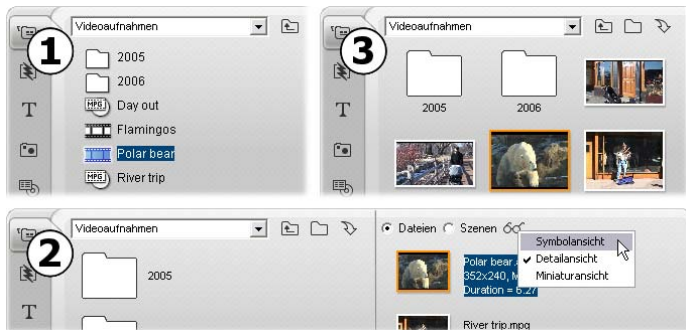 1
Videoaufnahmen
2005
2006
MPG Day out
Flamingos
Polar bear
MPG River trip
T
3
Videoaufnahmen
2005
2006
T
2
Videoaufnahmen
2005
T
Dateien Szenen
Symbolansicht
Detailansicht
Miniaturansicht
Polar bear
352x240, M
Duration = 6.27
River trip.mpg